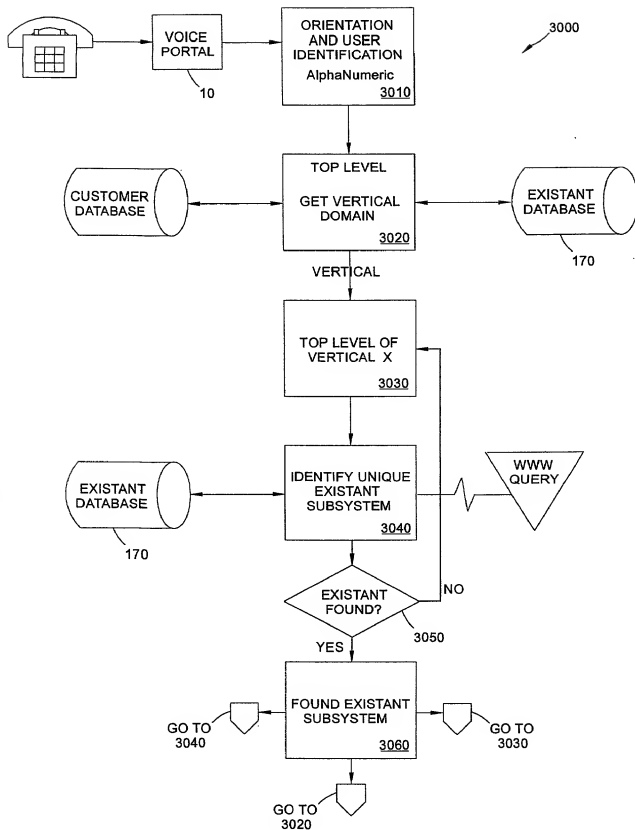 VOICE
PORTAL
10
ORIENTATION
AND USER
IDENTIFICATION
AlphaNumeric
3010
3000
CUSTOMER
DATABASE
TOP LEVEL
GET VERTICAL
DOMAIN
3020
EXISTANT
DATABASE
170
VERTICAL
TOP LEVEL OF
VERTICAL X
3030
EXISTANT
DATABASE
170
IDENTIFY UNIQUE
EXISTANT
SUBSYSTEM
3040
WWW
QUERY
EXISTANT
FOUND?
NO
3050
YES
FOUND EXISTANT
SUBSYSTEM
3060
GO TO
3040
GO TO
3030
GO TO
3020